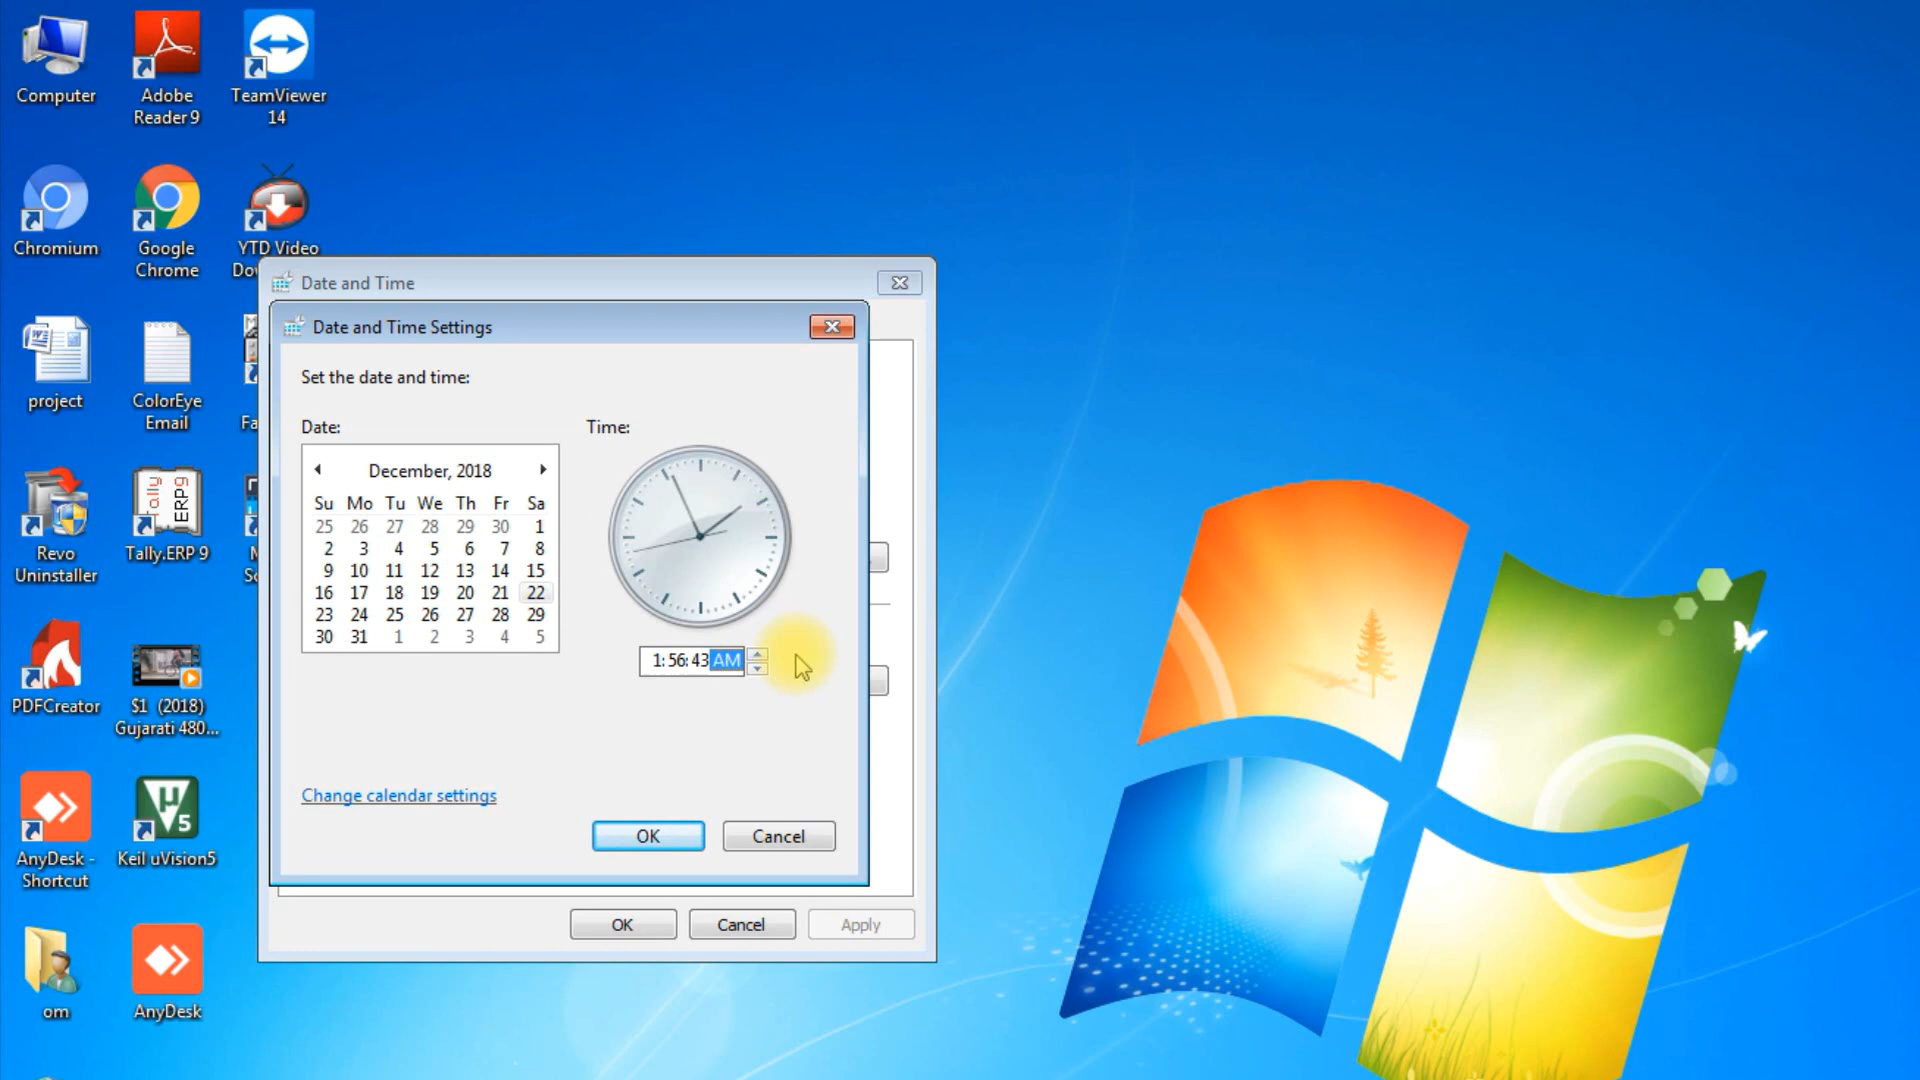 Computer
Adobe
Reader 9
TeamViewer
14
Chromium
Google
Chrome
YTD Video
Do
project
ColorEye
Email
Fa
Revo
Uninstaller
Tally
ERP9
Tally.ERP 9
PDFCreator
$1 (2018)
Gujarati 480...
AnyDesk -
Shortcut
µ
V5
Keil uVision5
om
AnyDesk
Date and Time
Date and Time Settings
Set the date and time:
Date:
Time:
December, 2018
Su Mo Tu We Th Fr Sa
25 26 27 28 29 30 1
2 3 4 5 6 7 8
9 10 11 12 13 14 15
16 17 18 19 20 21 22
23 24 25 26 27 28 29
30 31 1 2 3 4 5
1:56:43 AM
Change calendar settings
OK
Cancel
OK
Cancel
Apply